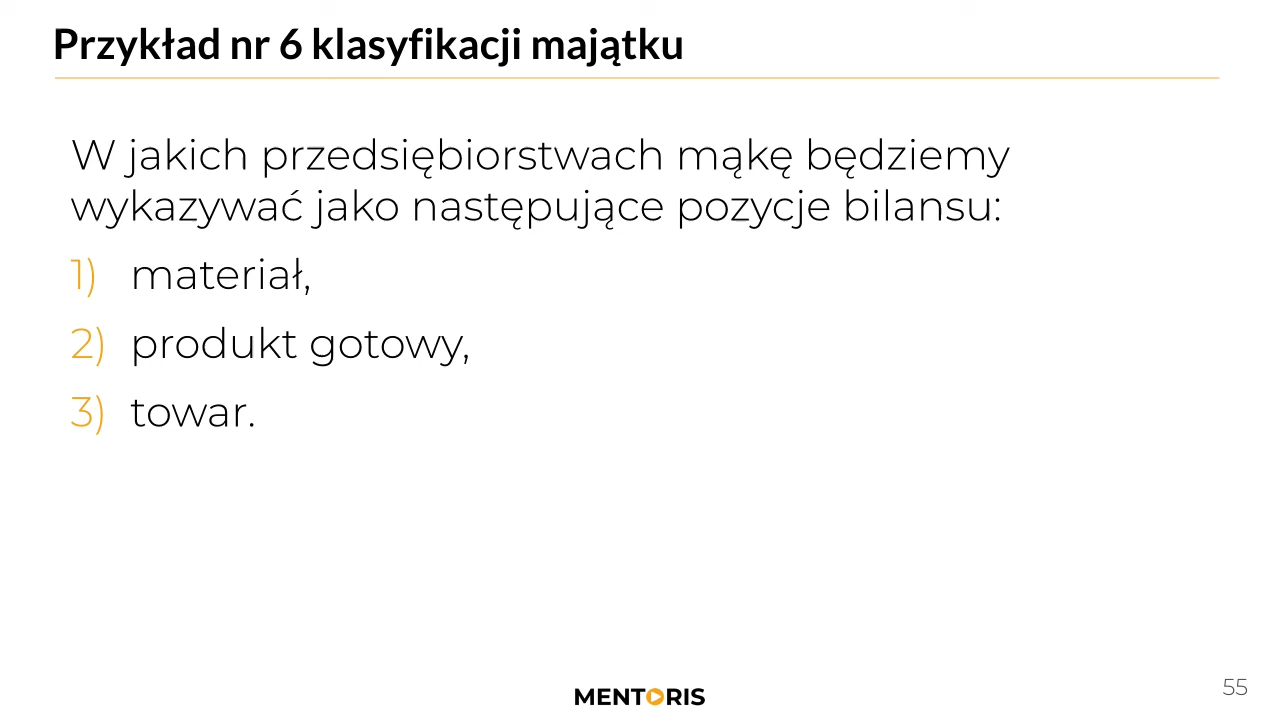 Przykład nr 6 klasyfikacji majątku
W jakich przedsiębiorstwach mąkę będziemy
wykazywać jako następujące pozycje bilansu:
1) materiał,
2) produkt gotowy,
3) towar.
MENTORIS
55